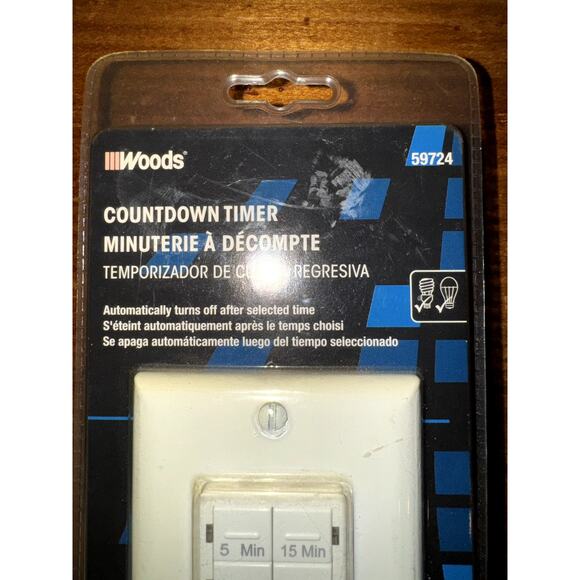 Woods®
59724
COUNTDOWN TIMER
MINUTERIE À DÉCOMPTE
TEMPORIZADOR DE REGRESIVA
Automatically turns off after selected time
S'éteint automatiquement après le temps choisi
Se apaga automáticamente luego del tiempo seleccionado
5 Min
15 Min